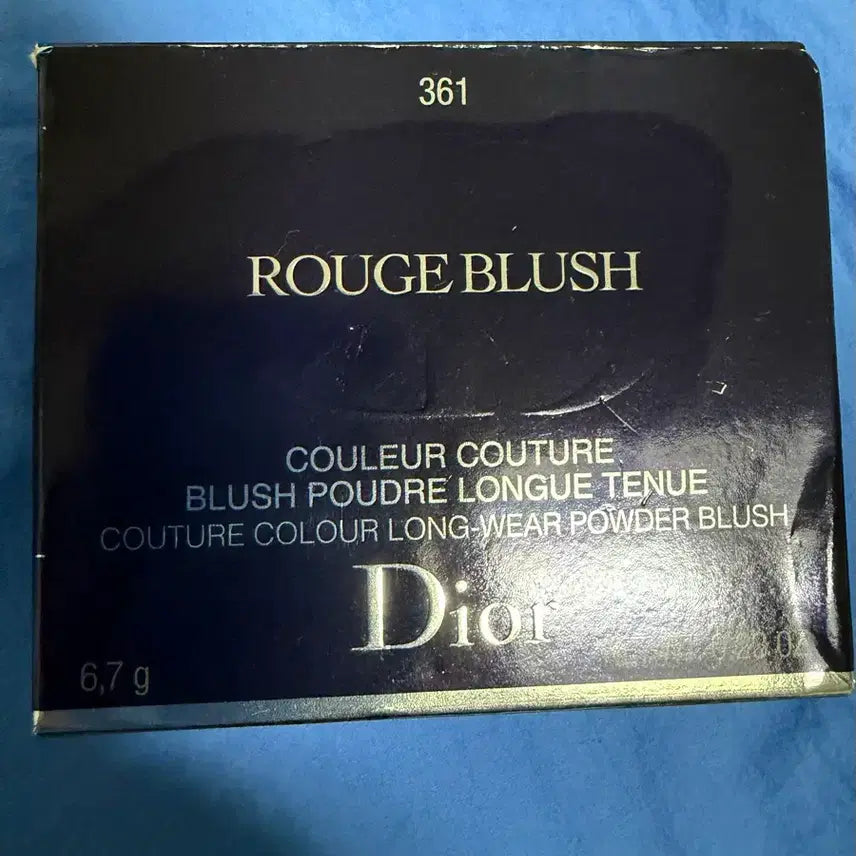 361
ROUGE BLUSH
COULEUR COUTURE
BLUSH POUDRE LONGUE TENUE
COUTURE COLOUR LONG-WEAR POWDER BLUSH
Dior
6,7 g